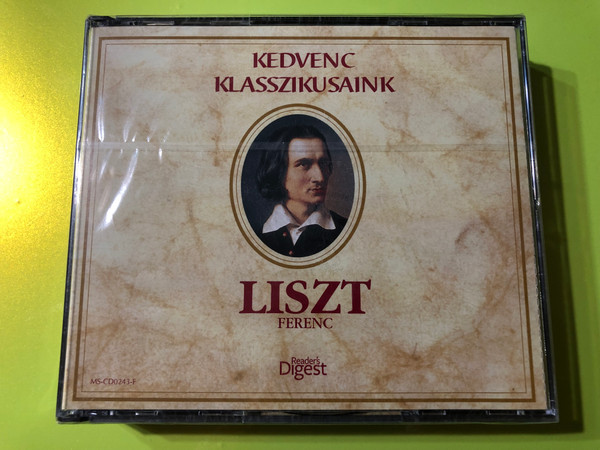 KEDVENC
KLASSZIKUSAINK
LISZT
FERENC
Reader's
Digest
MS-CD0243-F